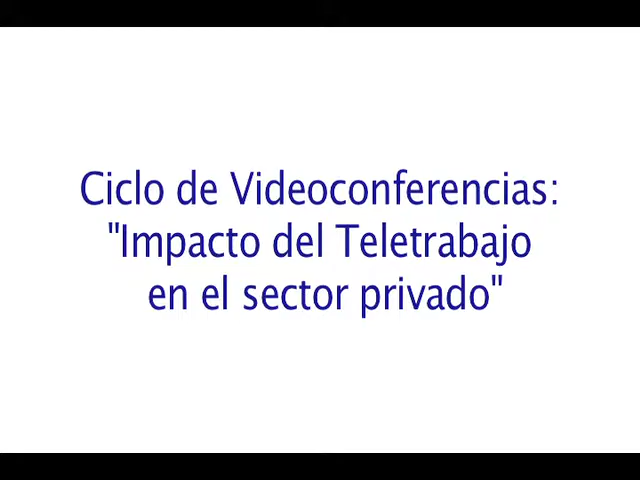 Ciclo de Videoconferencias:
"Impacto del Teletrabajo
en el sector privado"